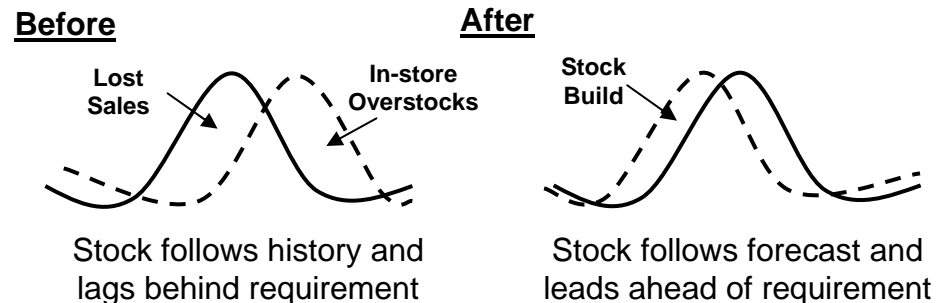 Before
Lost
Sales
In-store
Overstocks
Stock follows history and
lags behind requirement
After
Stock
Build
Stock follows forecast and
leads ahead of requirement